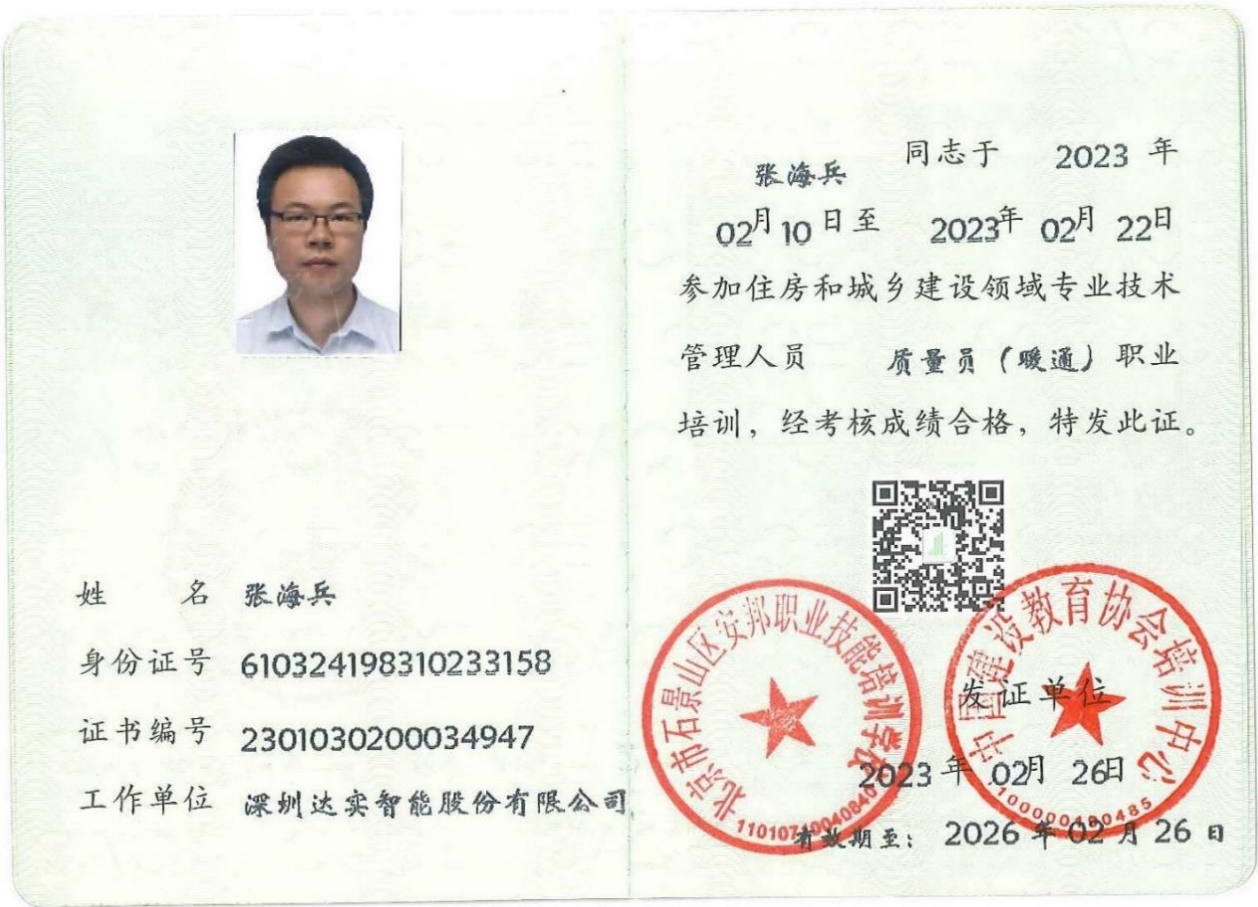 姓 名 张海兵
身份证号 610324198310233158
证书编号 2301030200034947
工作单位 深圳达实智能股份有限公司
张海兵 同志于 2023 年
02月 10 日至 2023年 02月 22日
参加住房和城乡建设领域专业技术
管理人员 质量员（暖通）职业
培训，经考核成绩合格，特发此证。
北京市石景山区安邦职业技能培训学校
中国建设教育协会培训中心
发证单位
2023 年 02月 26日
有效期至： 2026 年 02 月 26 日